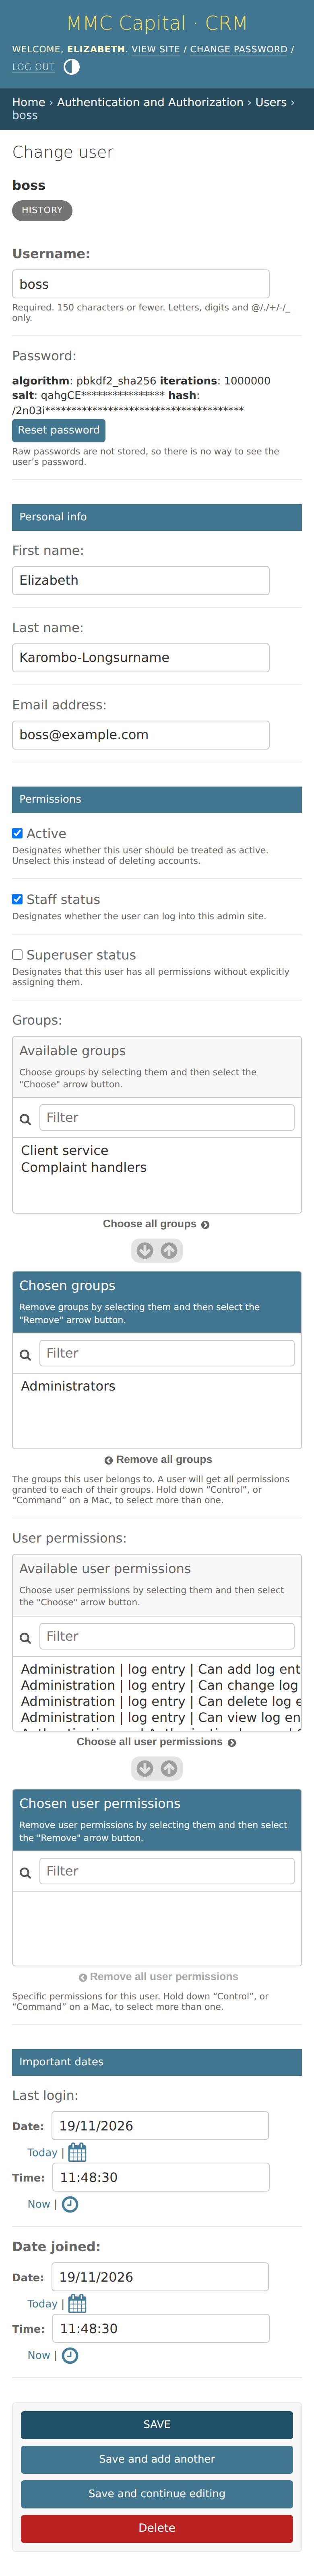 MMC Capital · CRM
WELCOME, ELIZABETH. VIEW SITE / CHANGE PASSWORD /
LOG OUT
Home › Authentication and Authorization › Users ›
boss
Change user
boss
HISTORY
Username:
boss
Required. 150 characters or fewer. Letters, digits and @/./+/-/_
only.
Password:
algorithm: pbkdf2_sha256 iterations: 1000000
salt: qahgCE**************** hash:
/2n03i**************************************
Reset password
Raw passwords are not stored, so there is no way to see the
user's password.
Personal info
First name:
Elizabeth
Last name:
Karombo-Longsurname
Email address:
boss@example.com
Permissions
Active
Designates whether this user should be treated as active.
Unselect this instead of deleting accounts.
Staff status
Designates whether the user can log into this admin site.
Superuser status
Designates that this user has all permissions without explicitly
assigning them.
Groups:
Available groups
Choose groups by selecting them and then select the
"Choose" arrow button.
Filter
Client service
Complaint handlers
Choose all groups
Chosen groups
Remove groups by selecting them and then select the
"Remove" arrow button.
Filter
Administrators
Remove all groups
The groups this user belongs to. A user will get all permissions
granted to each of their groups. Hold down “Control”, or
“Command” on a Mac, to select more than one.
User permissions:
Available user permissions
Choose user permissions by selecting them and then select
the "Choose" arrow button.
Filter
Administration | log entry | Can add log ent
Administration | log entry | Can change log
Administration | log entry | Can delete log e
Administration | log entry | Can view log en
Choose all user permissions
Chosen user permissions
Remove user permissions by selecting them and then select
the "Remove" arrow button.
Filter
Remove all user permissions
Specific permissions for this user. Hold down “Control”, or
“Command” on a Mac, to select more than one.
Important dates
Last login:
Date: 19/11/2026
Today |
Time: 11:48:30
Now |
Date joined:
Date: 19/11/2026
Today |
Time: 11:48:30
Now |
SAVE
Save and add another
Save and continue editing
Delete